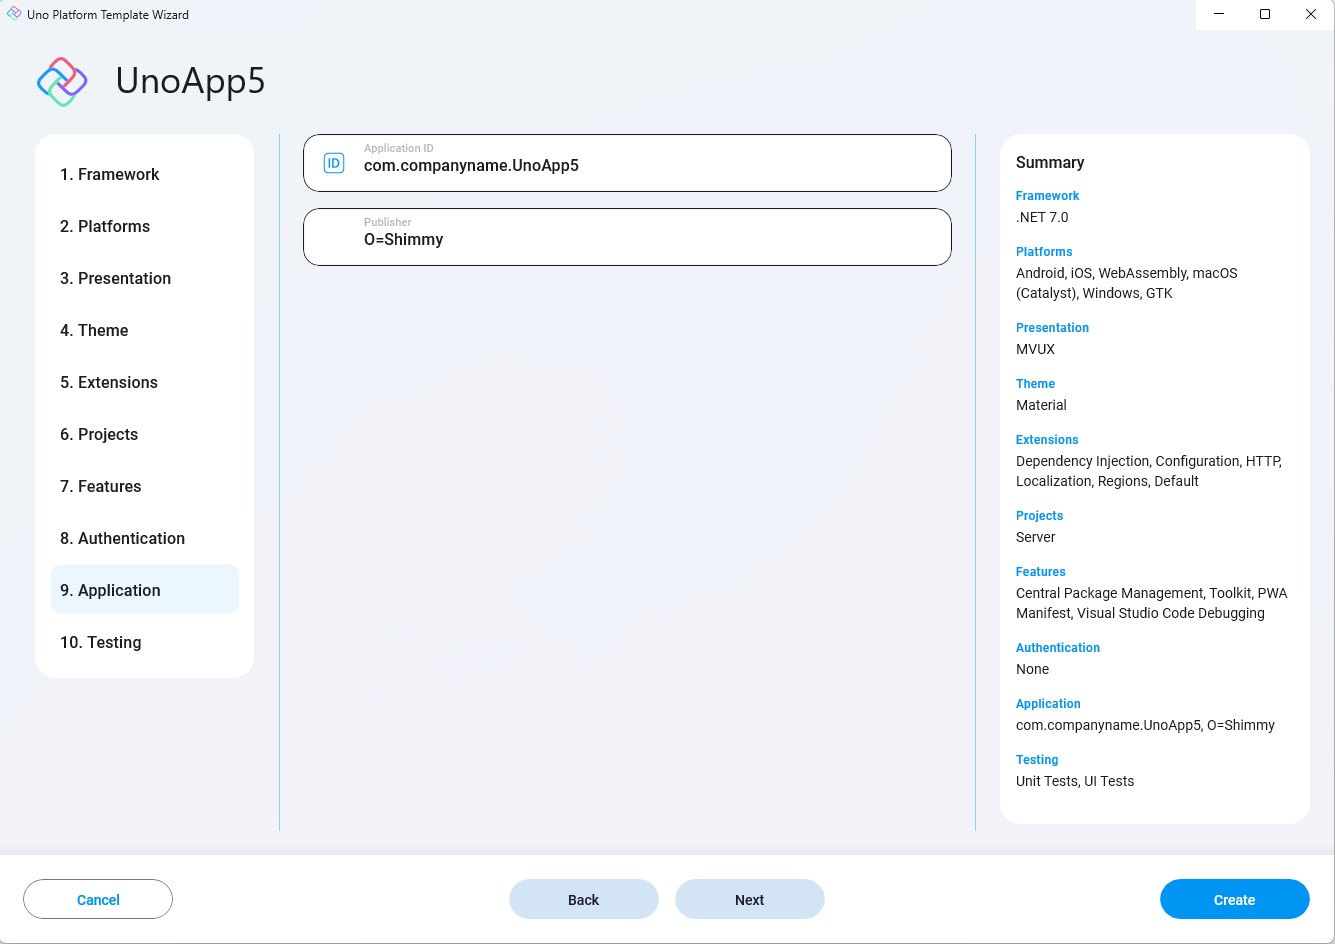 Uno Platform Template Wizard
UnoApp5
1. Framework
2. Platforms
3. Presentation
4. Theme
5. Extensions
6. Projects
7. Features
8. Authentication
9. Application
10. Testing
ID
Application ID
com.companyname.UnoApp5
Publisher
O=Shimmy
Summary
Framework
.NET 7.0
Platforms
Android, iOS, WebAssembly, macOS
(Catalyst), Windows, GTK
Presentation
MVUX
Theme
Material
Extensions
Dependency Injection, Configuration, HTTP,
Localization, Regions, Default
Projects
Server
Features
Central Package Management, Toolkit, PWA
Manifest, Visual Studio Code Debugging
Authentication
None
Application
com.companyname.UnoApp5, O=Shimmy
Testing
Unit Tests, UI Tests
Cancel
Back
Next
Create